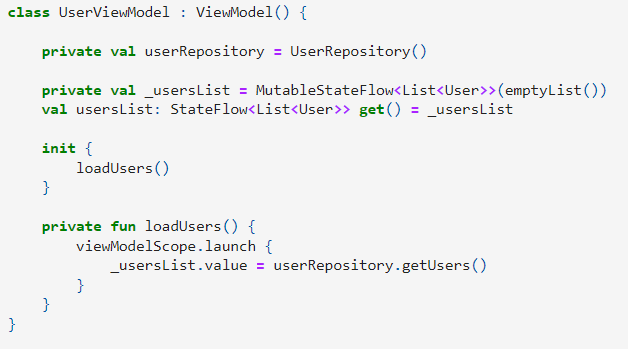 class UserViewModel : ViewModel() {
    private val userRepository = UserRepository()
    private val _usersList = MutableStateFlow<List<User>>(emptyList())
    val usersList: StateFlow<List<User>> get() = _usersList
    init {
        loadUsers()
    }
    private fun loadUsers() {
        viewModelScope.launch {
            _usersList.value = userRepository.getUsers()
        }
    }
}